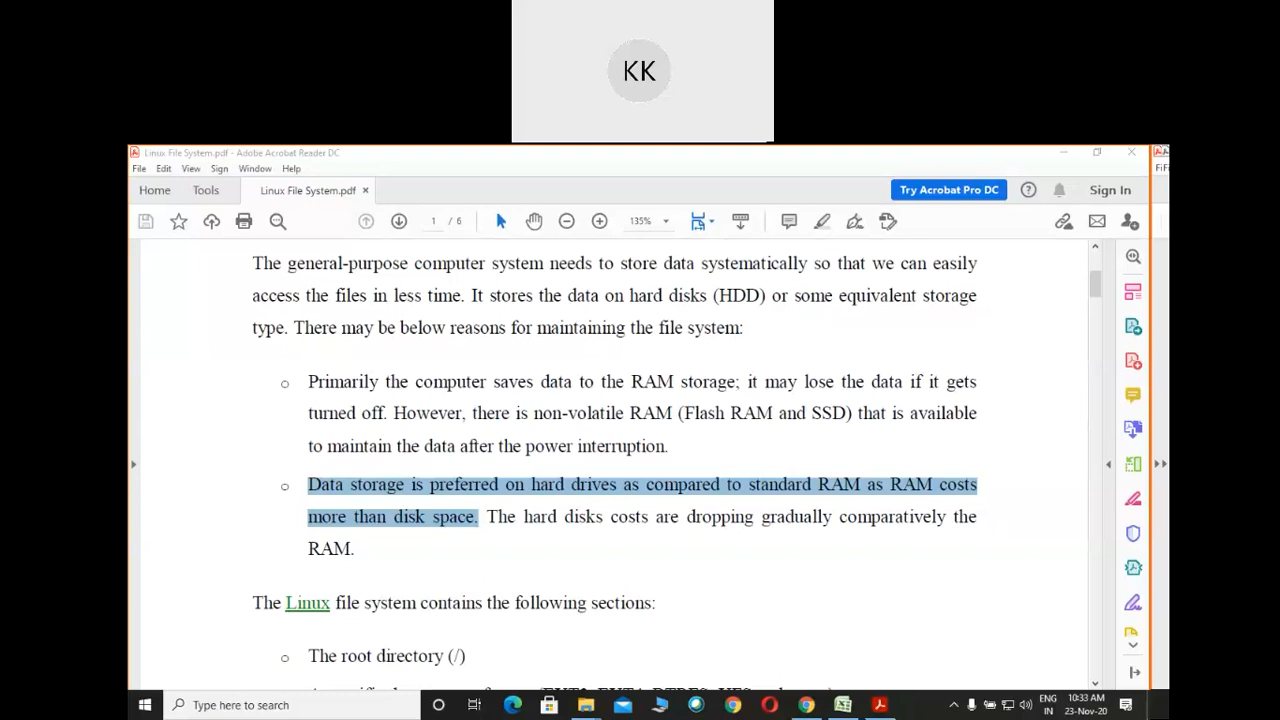 KK
Linux File System.pdf - Adobe Acrobat Reader DC
File Edit View Sign Window Help
Home Tools Linux File System.pdf × Try Acrobat Pro DC Sign In
1 / 6 135%
The general-purpose computer system needs to store data systematically so that we can easily
access the files in less time. It stores the data on hard disks (HDD) or some equivalent storage
type. There may be below reasons for maintaining the file system:
o Primarily the computer saves data to the RAM storage; it may lose the data if it gets
turned off. However, there is non-volatile RAM (Flash RAM and SSD) that is available
to maintain the data after the power interruption.
o Data storage is preferred on hard drives as compared to standard RAM as RAM costs
more than disk space. The hard disks costs are dropping gradually comparatively the
RAM.
The Linux file system contains the following sections:
o The root directory (/)
Type here to search
ENG 10:33 AM
IN 23-Nov-20